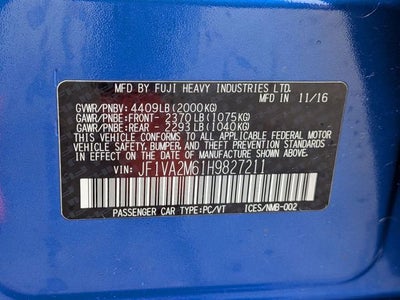 MFD BY FUJI HEAVY INDUSTRIES LTD.
MFD IN 11/16
GVWR/PNBV: 4409LB(2000KG)
GAWR/PNBE:FRONT- 2370LB(1075KG)
GAWR/PNBE:REAR - 2293LB(1040KG)
THIS VEHICLE CONFORMS TO ALL APPLICABLE FEDERAL
MOTOR VEHICLE SAFETY, BUMPER, AND THEFT PREVENTION
STANDARDS IN EFFECT ON THE DATE OF MANUFACTURE
SHOWN ABOVE.
VIN: JF1VA2M61H9827211
PASSENGER CAR TYPE:PC/VT ICES/NMB-002